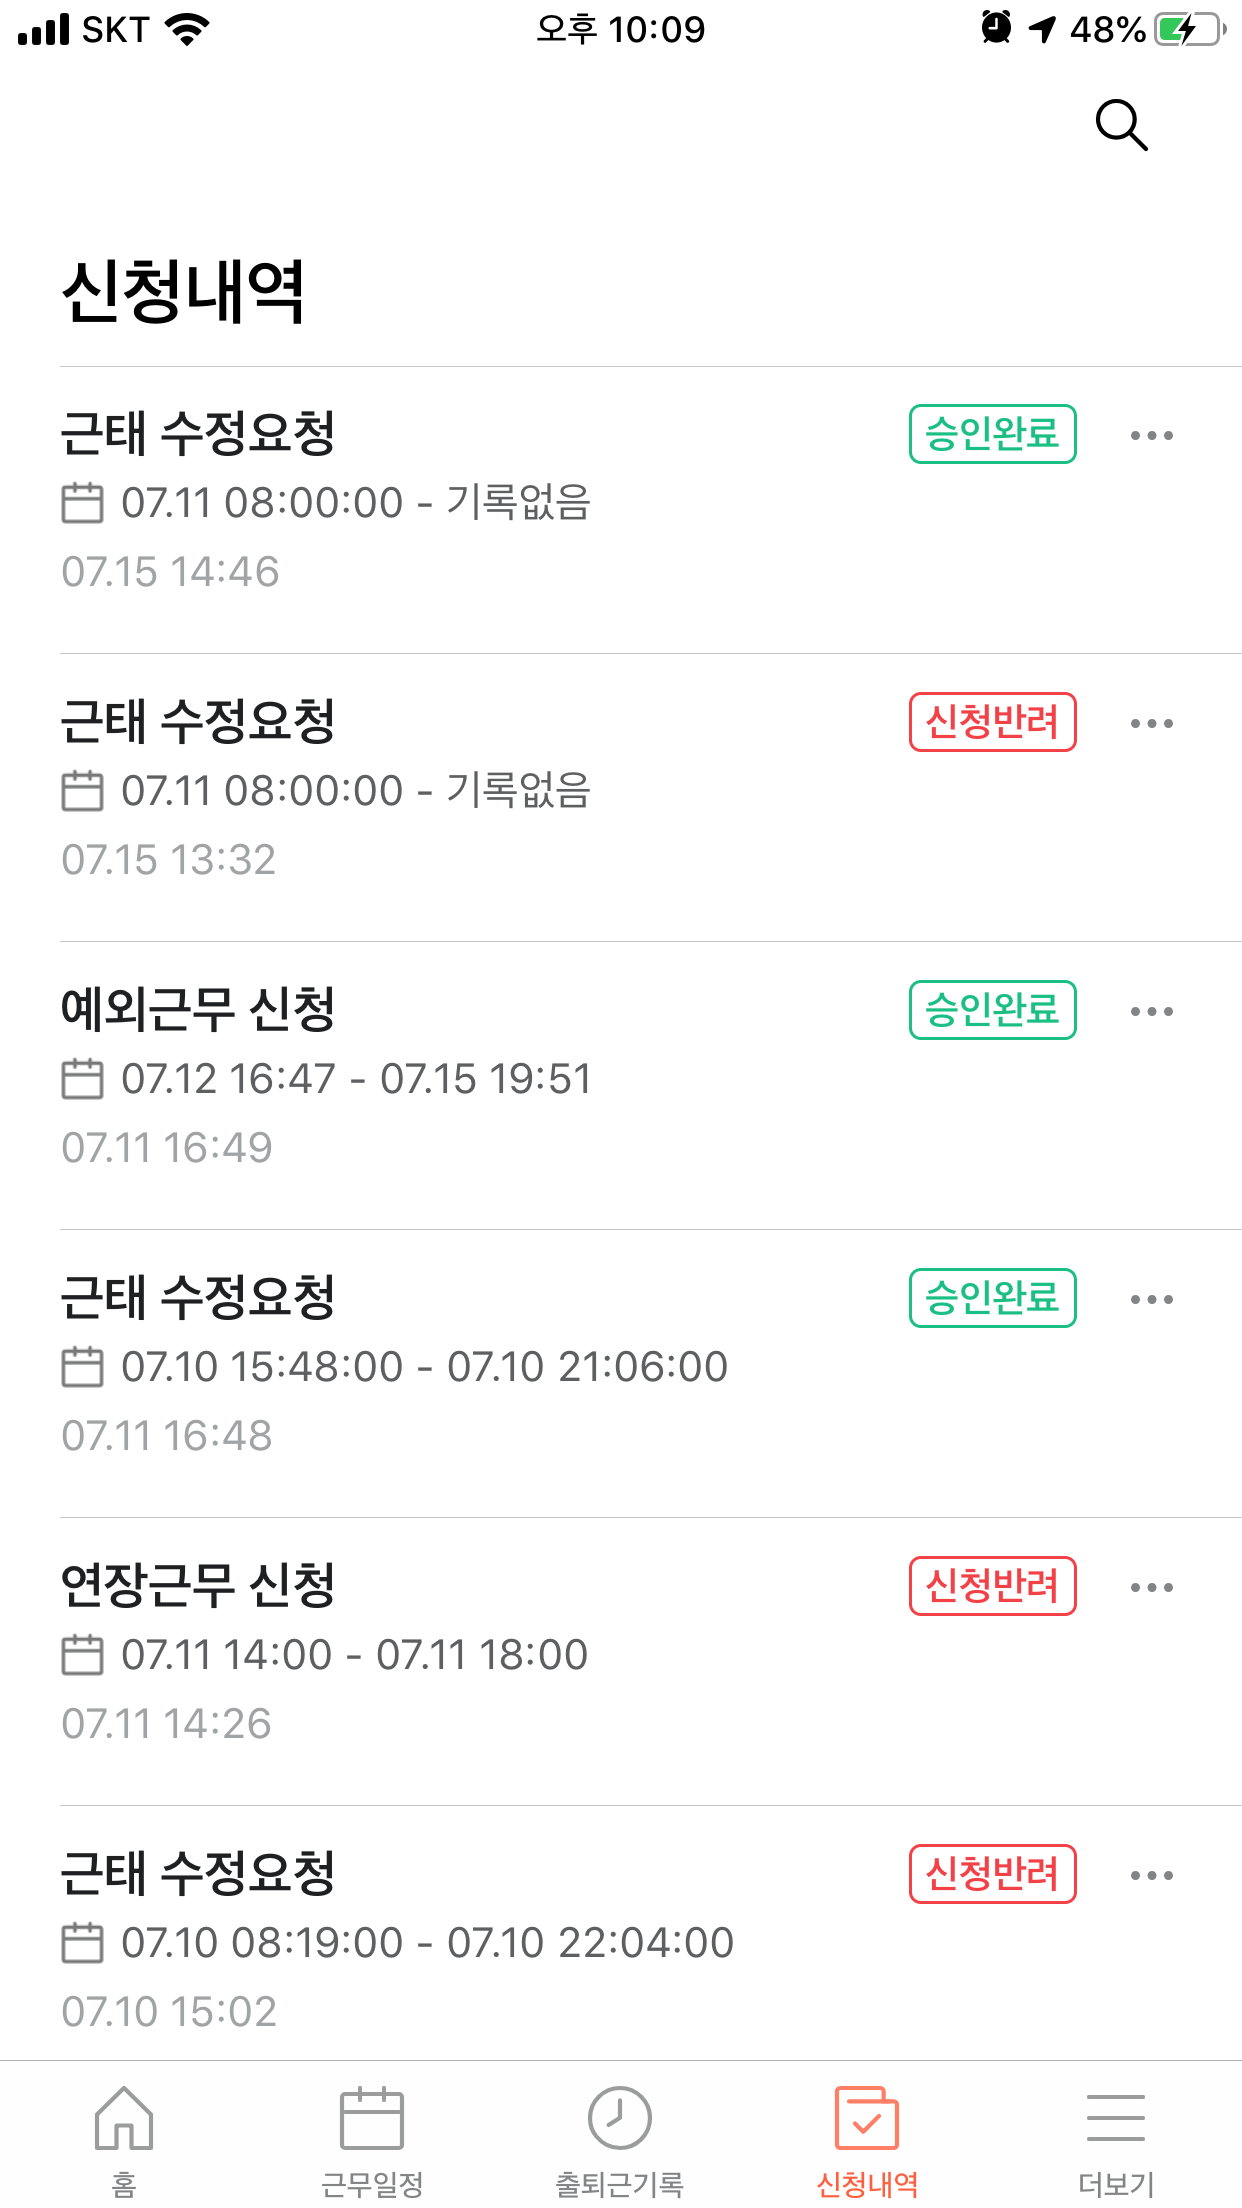 SKT 오후 10:09 48%
신청내역
근태 수정요청 승인완료
07.11 08:00:00 - 기록없음
07.15 14:46
근태 수정요청 신청반려
07.11 08:00:00 - 기록없음
07.15 13:32
예외근무 신청 승인완료
07.12 16:47 - 07.15 19:51
07.11 16:49
근태 수정요청 승인완료
07.10 15:48:00 - 07.10 21:06:00
07.11 16:48
연장근무 신청 신청반려
07.11 14:00 - 07.11 18:00
07.11 14:26
근태 수정요청 신청반려
07.10 08:19:00 - 07.10 22:04:00
07.10 15:02
홈 근무일정 출퇴근기록 신청내역 더보기